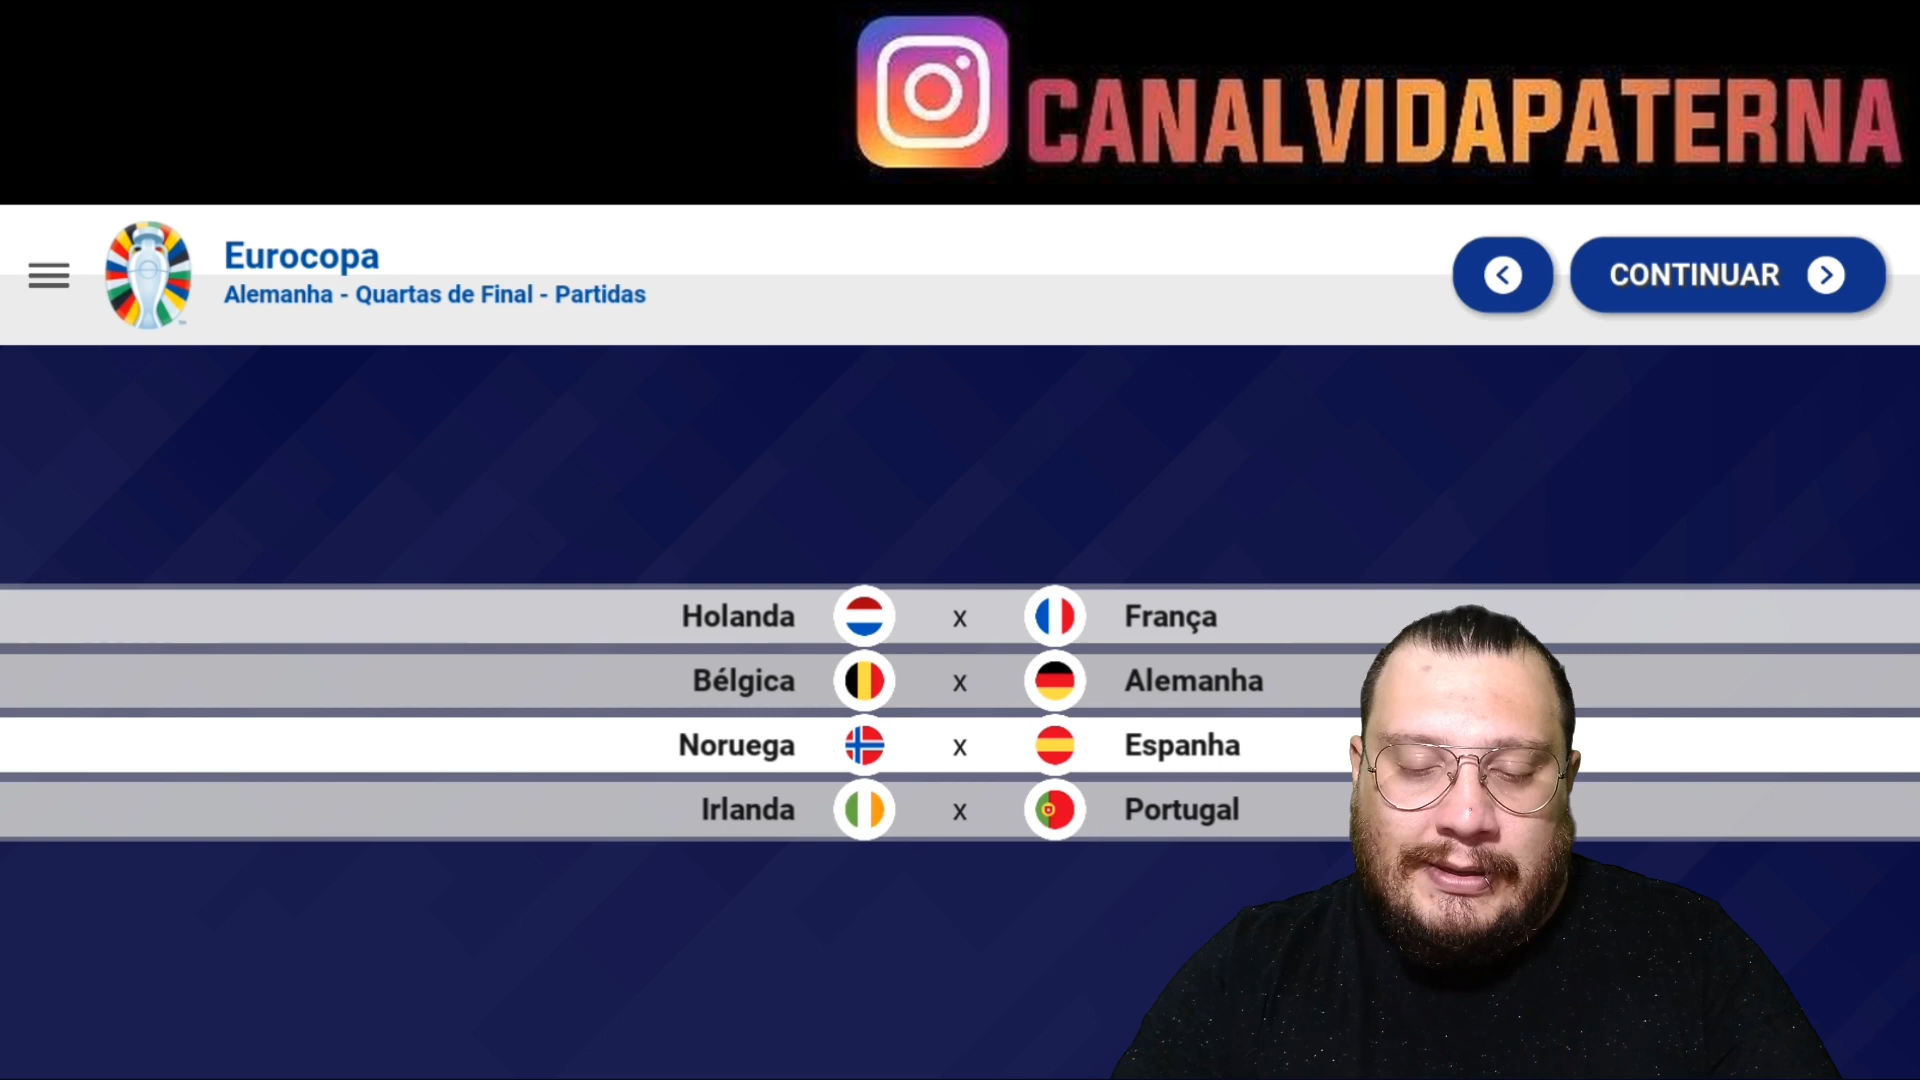 CANALVIDAPATERNA
Eurocopa
Alemanha - Quartas de Final - Partidas
CONTINUAR
Holanda x França
Bélgica x Alemanha
Noruega x Espanha
Irlanda x Portugal